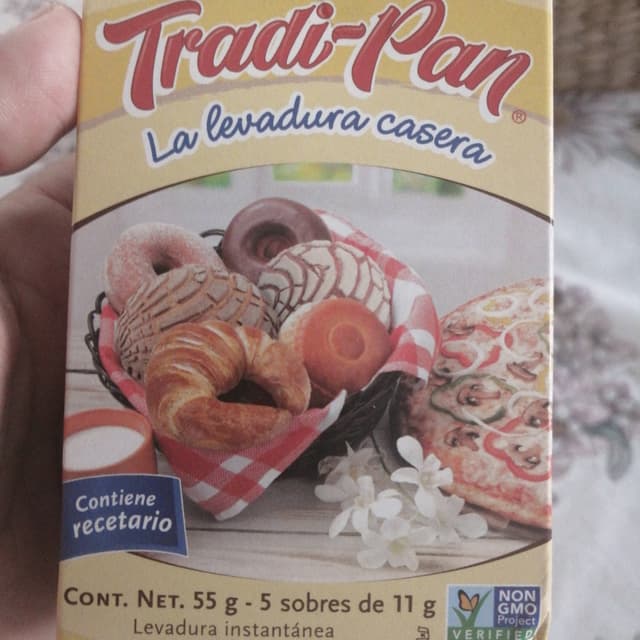 Tradi-Pan®
La levadura casera
Contiene
recetario
CONT. NET. 55 g - 5 sobres de 11 g
Levadura instantánea
NON
GMO
Project
VERIFIED